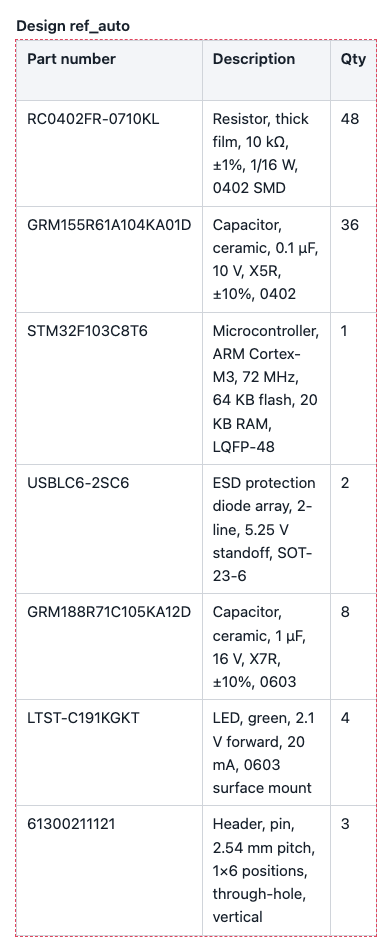 Design ref_auto
Part number Description Qty
RC0402FR-0710KL Resistor, thick 48
film, 10 kΩ,
±1%, 1/16 W,
0402 SMD
GRM155R61A104KA01D Capacitor, 36
ceramic, 0.1 µF,
10 V, X5R,
±10%, 0402
STM32F103C8T6 Microcontroller, 1
ARM Cortex-
M3, 72 MHz,
64 KB flash, 20
KB RAM,
LQFP-48
USBLC6-2SC6 ESD protection 2
diode array, 2-
line, 5.25 V
standoff, SOT-
23-6
GRM188R71C105KA12D Capacitor, 8
ceramic, 1 µF,
16 V, X7R,
±10%, 0603
LTST-C191KGKT LED, green, 2.1 4
V forward, 20
mA, 0603
surface mount
61300211121 Header, pin, 3
2.54 mm pitch,
1×6 positions,
through-hole,
vertical